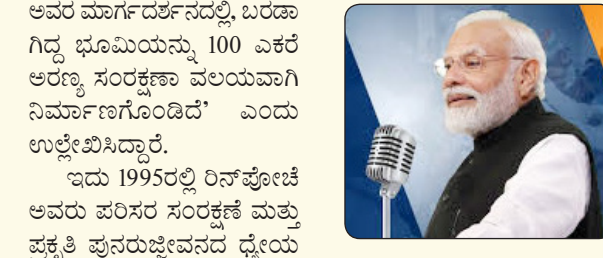 ಅವರ ಮಾರ್ಗದರ್ಶನದಲ್ಲಿ, ಬರಡಾ
ಗಿದ್ದ ಭೂಮಿಯನ್ನು 100 ಎಕರೆ
ಅರಣ್ಯ ಸಂರಕ್ಷಣಾ ವಲಯವಾಗಿ
ನಿರ್ಮಾಣಗೊಂಡಿದೆ’ ಎಂದು
ಉಲ್ಲೇಖಿಸಿದ್ದಾರೆ.
ಇದು 1995ರಲ್ಲಿ ರಿನ್‌ಪೋಚೆ
ಅವರು ಪರಿಸರ ಸಂರಕ್ಷಣೆ ಮತ್ತು
ಪ್ರಕೃತಿ ಪುನರುಜ್ಜೀವನದ ಧ್ಯೇಯ